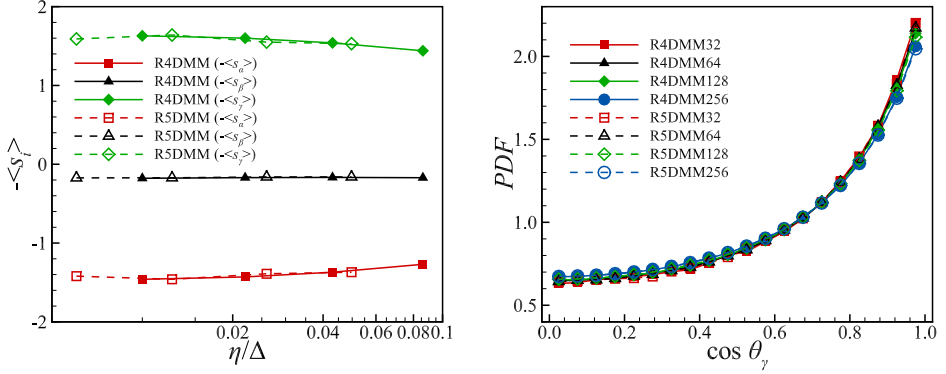 -2
-1
0
1
2
-<s_i>
R4DMM (-<s_α>)
R4DMM (-<s_β>)
R4DMM (-<s_γ>)
R5DMM (-<s_α>)
R5DMM (-<s_β>)
R5DMM (-<s_γ>)
0.02
0.04
0.06
0.08
0.1
η/Δ
2.0
1.5
1.0
0.5
PDF
R4DMM32
R4DMM64
R4DMM128
R4DMM256
R5DMM32
R5DMM64
R5DMM128
R5DMM256
0.0
0.2
0.4
0.6
0.8
1.0
cos θ_γ